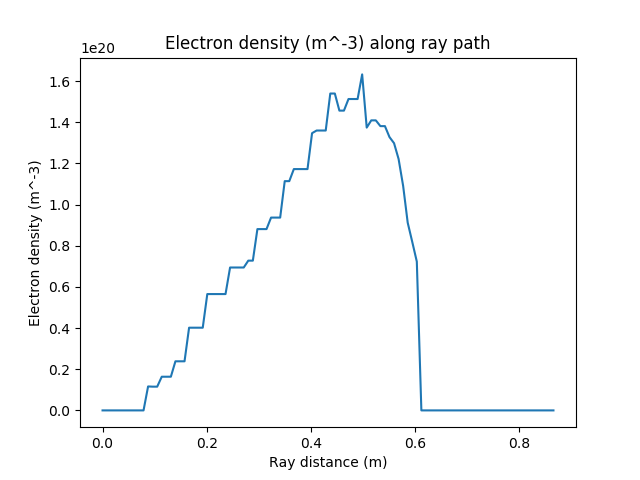 Electron density (m^-3) along ray path
1e20
1.6
1.4
1.2
1.0
0.8
0.6
0.4
0.2
0.0
Electron density (m^-3)
0.0 0.2 0.4 0.6 0.8
Ray distance (m)